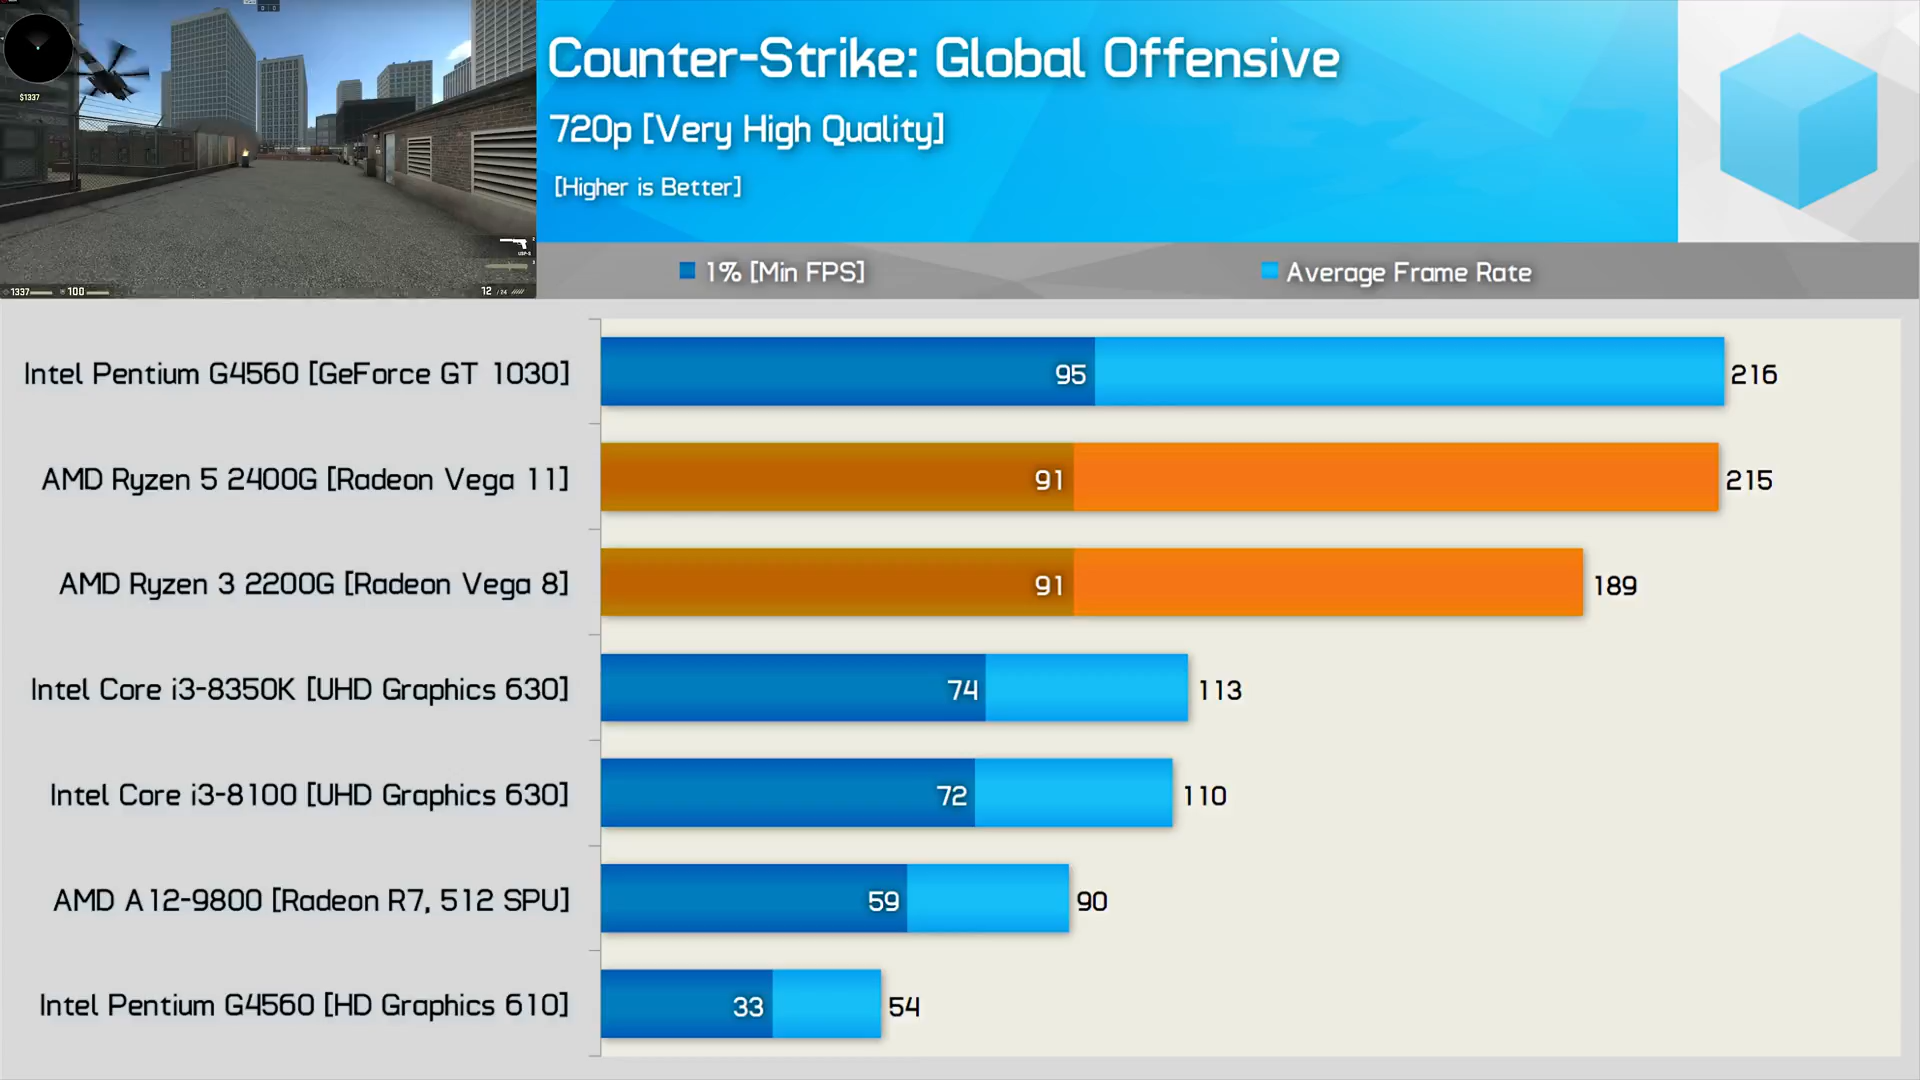 $1337
Counter-Strike: Global Offensive
720p [Very High Quality]
[Higher is Better]
1337
100
12
1% [Min FPS]
Average Frame Rate
Intel Pentium G4560 [GeForce GT 1030]
95
216
AMD Ryzen 5 2400G [Radeon Vega 11]
91
215
AMD Ryzen 3 2200G [Radeon Vega 8]
91
189
Intel Core i3-8350K [UHD Graphics 630]
74
113
Intel Core i3-8100 [UHD Graphics 630]
72
110
AMD A12-9800 [Radeon R7, 512 SPU]
59
90
Intel Pentium G4560 [HD Graphics 610]
33
54